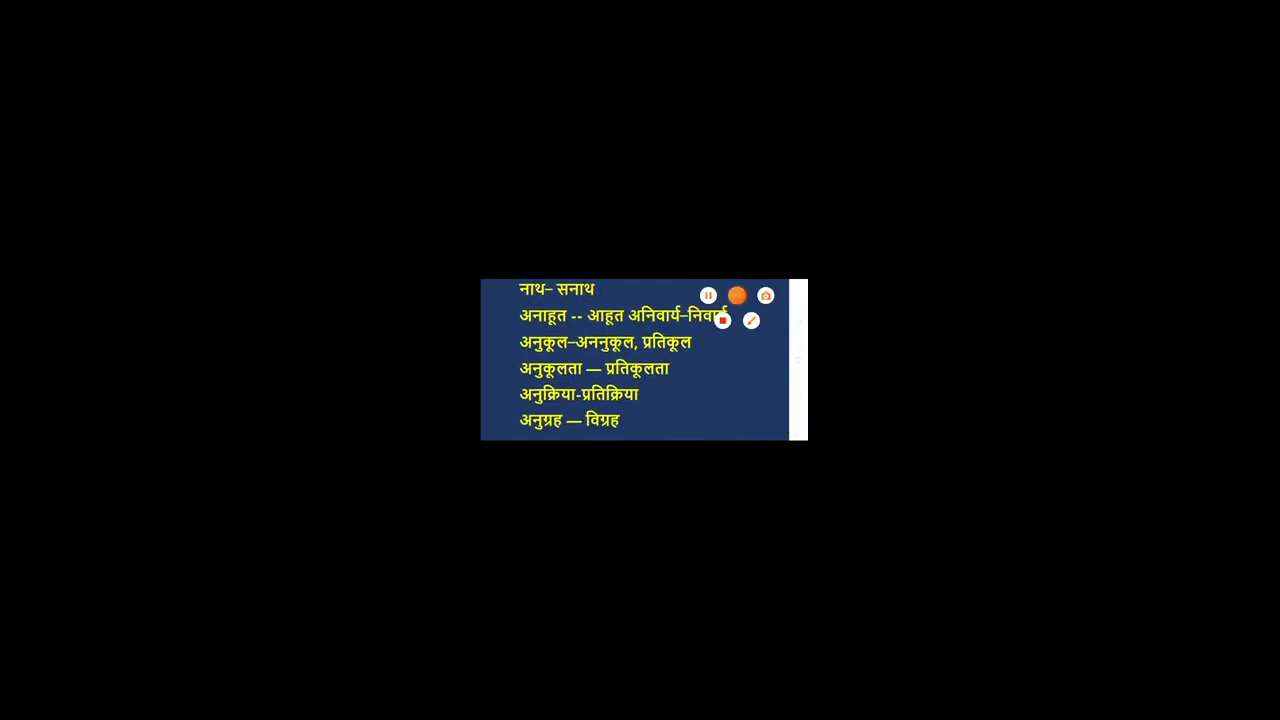 नाथ– सनाथ
अनाहूत -- आहूत अनिवार्य–निवार्य
अनुकूल–अननुकूल, प्रतिकूल
अनुकूलता — प्रतिकूलता
अनुक्रिया-प्रतिक्रिया
अनुग्रह — विग्रह